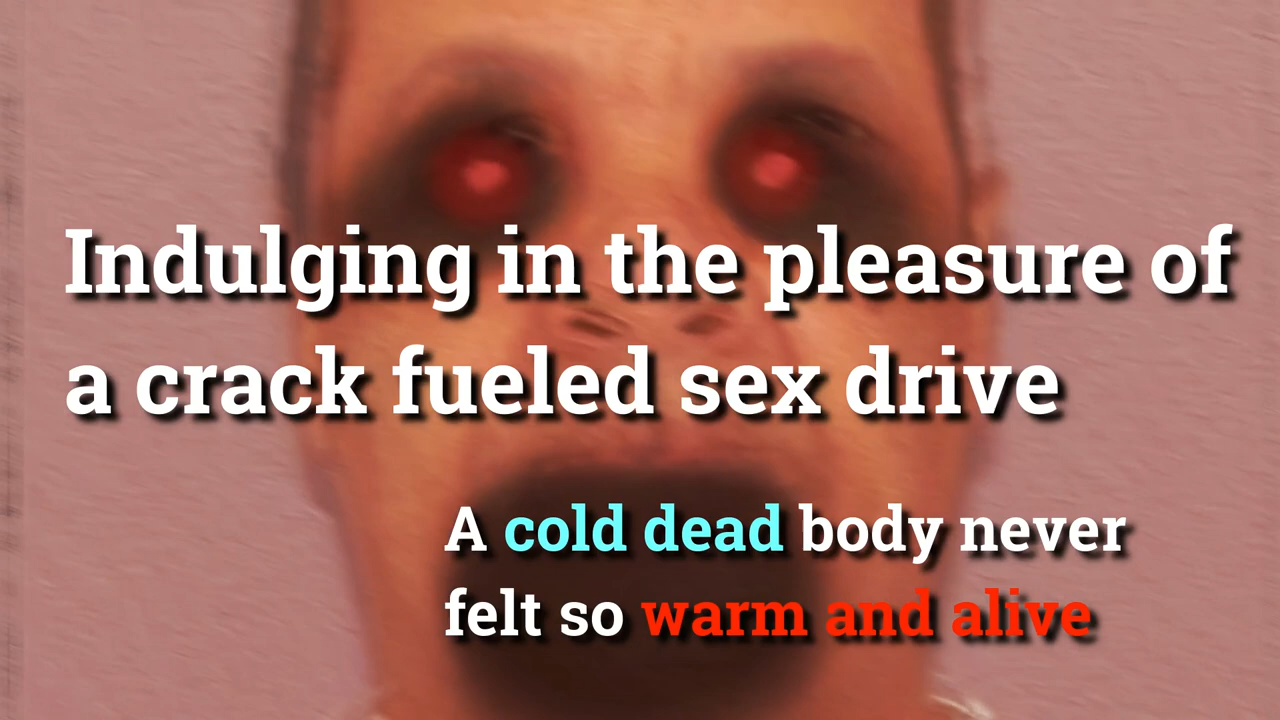 Indulging in the pleasure of
a crack fueled sex drive
A cold dead body never
felt so warm and alive